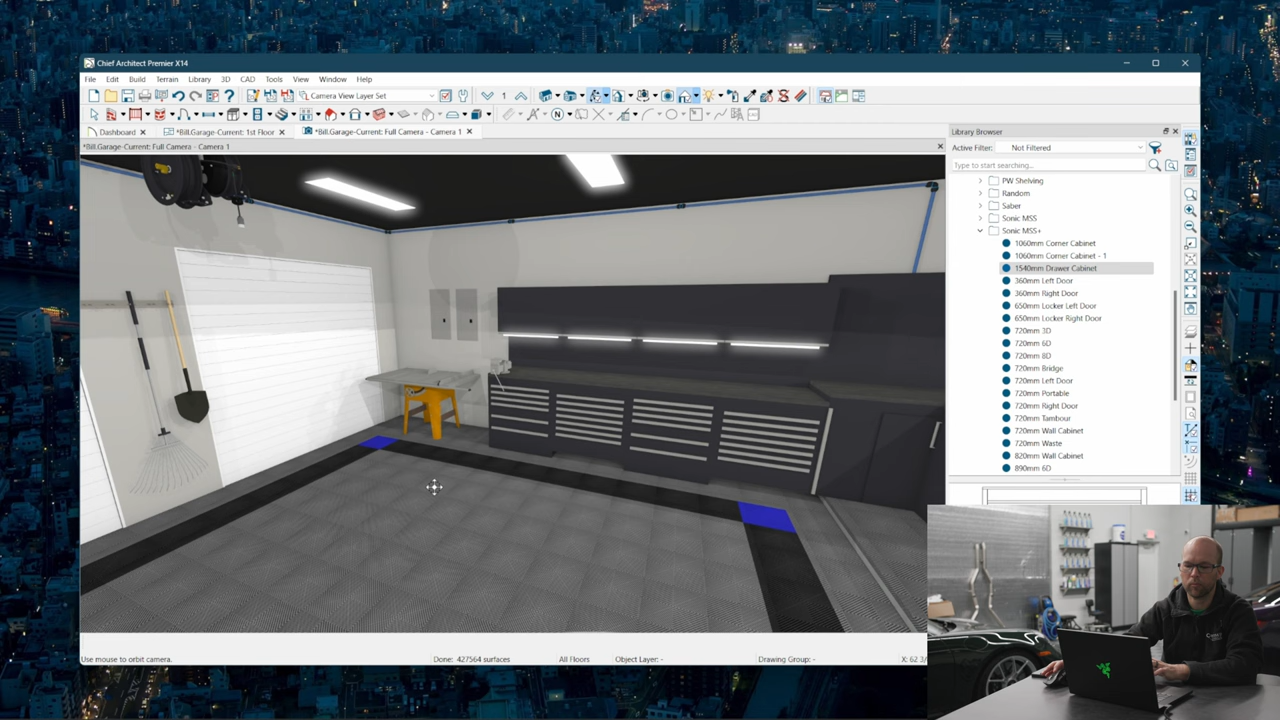 Chief Architect Premier X14
File Edit Build Terrain Library 3D CAD Tools View Window Help
Camera View Layer Set
1
Dashboard
*Bill.Garage-Current: 1st Floor
*Bill.Garage-Current: Full Camera - Camera 1
*Bill.Garage-Current: Full Camera - Camera 1
Library Browser
Active Filter: Not Filtered
Type to start searching...
PW Shelving
Random
Saber
Sonic MSS
Sonic MSS+
1060mm Corner Cabinet
1060mm Corner Cabinet - 1
1540mm Drawer Cabinet
360mm Left Door
360mm Right Door
650mm Locker Left Door
650mm Locker Right Door
720mm 3D
720mm 6D
720mm 8D
720mm Bridge
720mm Left Door
720mm Portable
720mm Right Door
720mm Tambour
720mm Wall Cabinet
720mm Waste
820mm Wall Cabinet
890mm 6D
Use mouse to orbit camera.
Done: 427564 surfaces
All Floors
Object Layer: -
Drawing Group: -
X: 62 3/